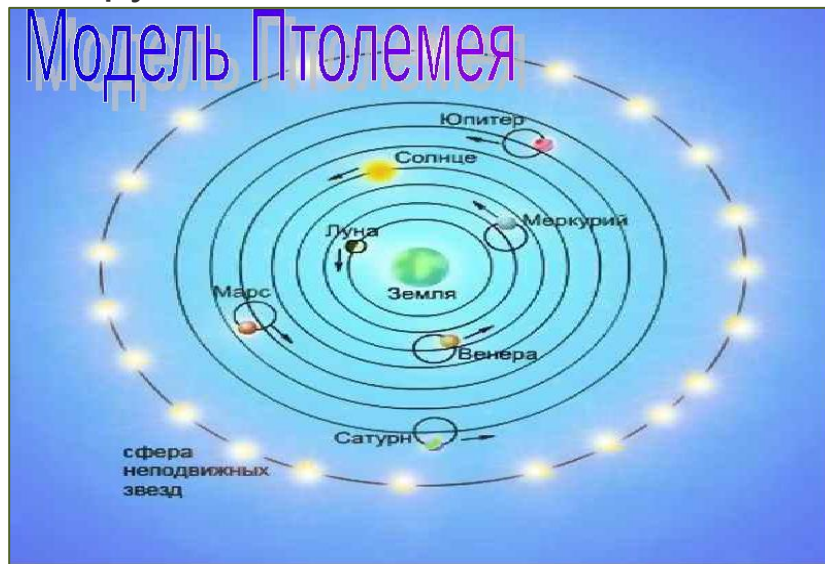 Модель Птолемея
Юпитер
Солнце
Меркурий
Луна
Марс
Земля
Венера
Сатурн
сфера
неподвижных
звезд